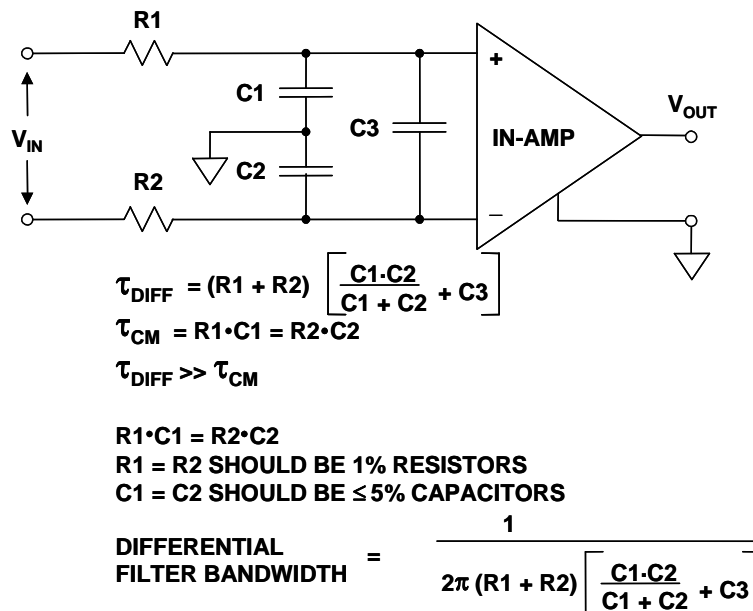 R1
C1
C3
C2
R2
V_IN
+
IN-AMP
−
V_OUT
τ_DIFF = (R1 + R2) [ C1·C2 / C1 + C2 + C3 ]
τ_CM = R1•C1 = R2•C2
τ_DIFF >> τ_CM
R1•C1 = R2•C2
R1 = R2 SHOULD BE 1% RESISTORS
C1 = C2 SHOULD BE ≤ 5% CAPACITORS
DIFFERENTIAL
FILTER BANDWIDTH = 1 / 2π (R1 + R2) [ C1·C2 / C1 + C2 + C3 ]